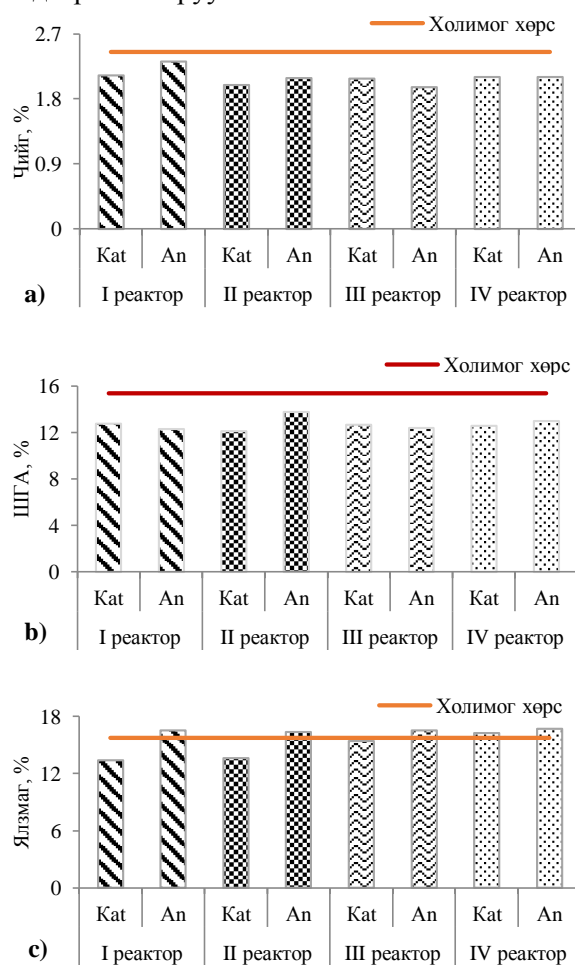 Холимог хөрс
2.7
1.8
0.9
0
Чийг, %
Kat An Kat An Kat An Kat An
I реактор II реактор III реактор IV реактор
a)
Холимог хөрс
16
12
8
4
0
ШГА, %
Kat An Kat An Kat An Kat An
I реактор II реактор III реактор IV реактор
b)
Холимог хөрс
18
12
6
0
Ялзмаг, %
Kat An Kat An Kat An Kat An
I реактор II реактор III реактор IV реактор
c)